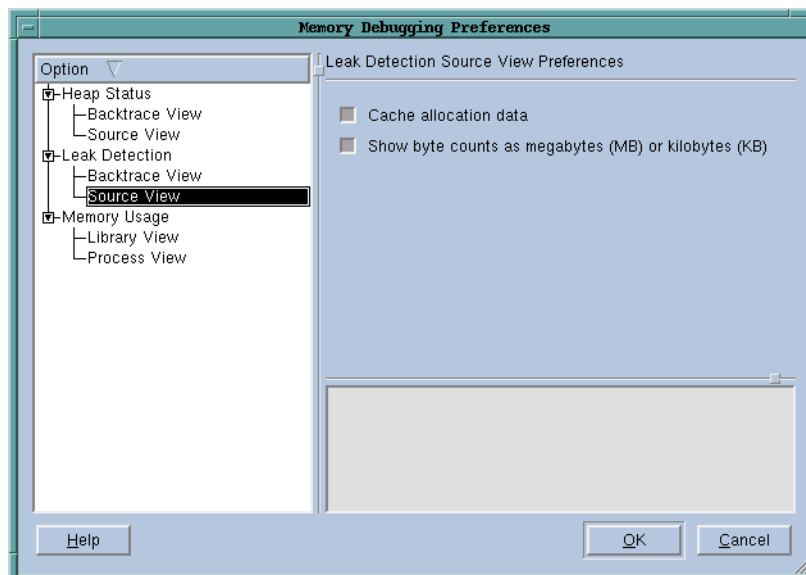 Memory Debugging Preferences
Option
Heap Status
Backtrace View
Source View
Leak Detection
Backtrace View
Source View
Memory Usage
Library View
Process View
Leak Detection Source View Preferences
Cache allocation data
Show byte counts as megabytes (MB) or kilobytes (KB)
Help
OK
Cancel